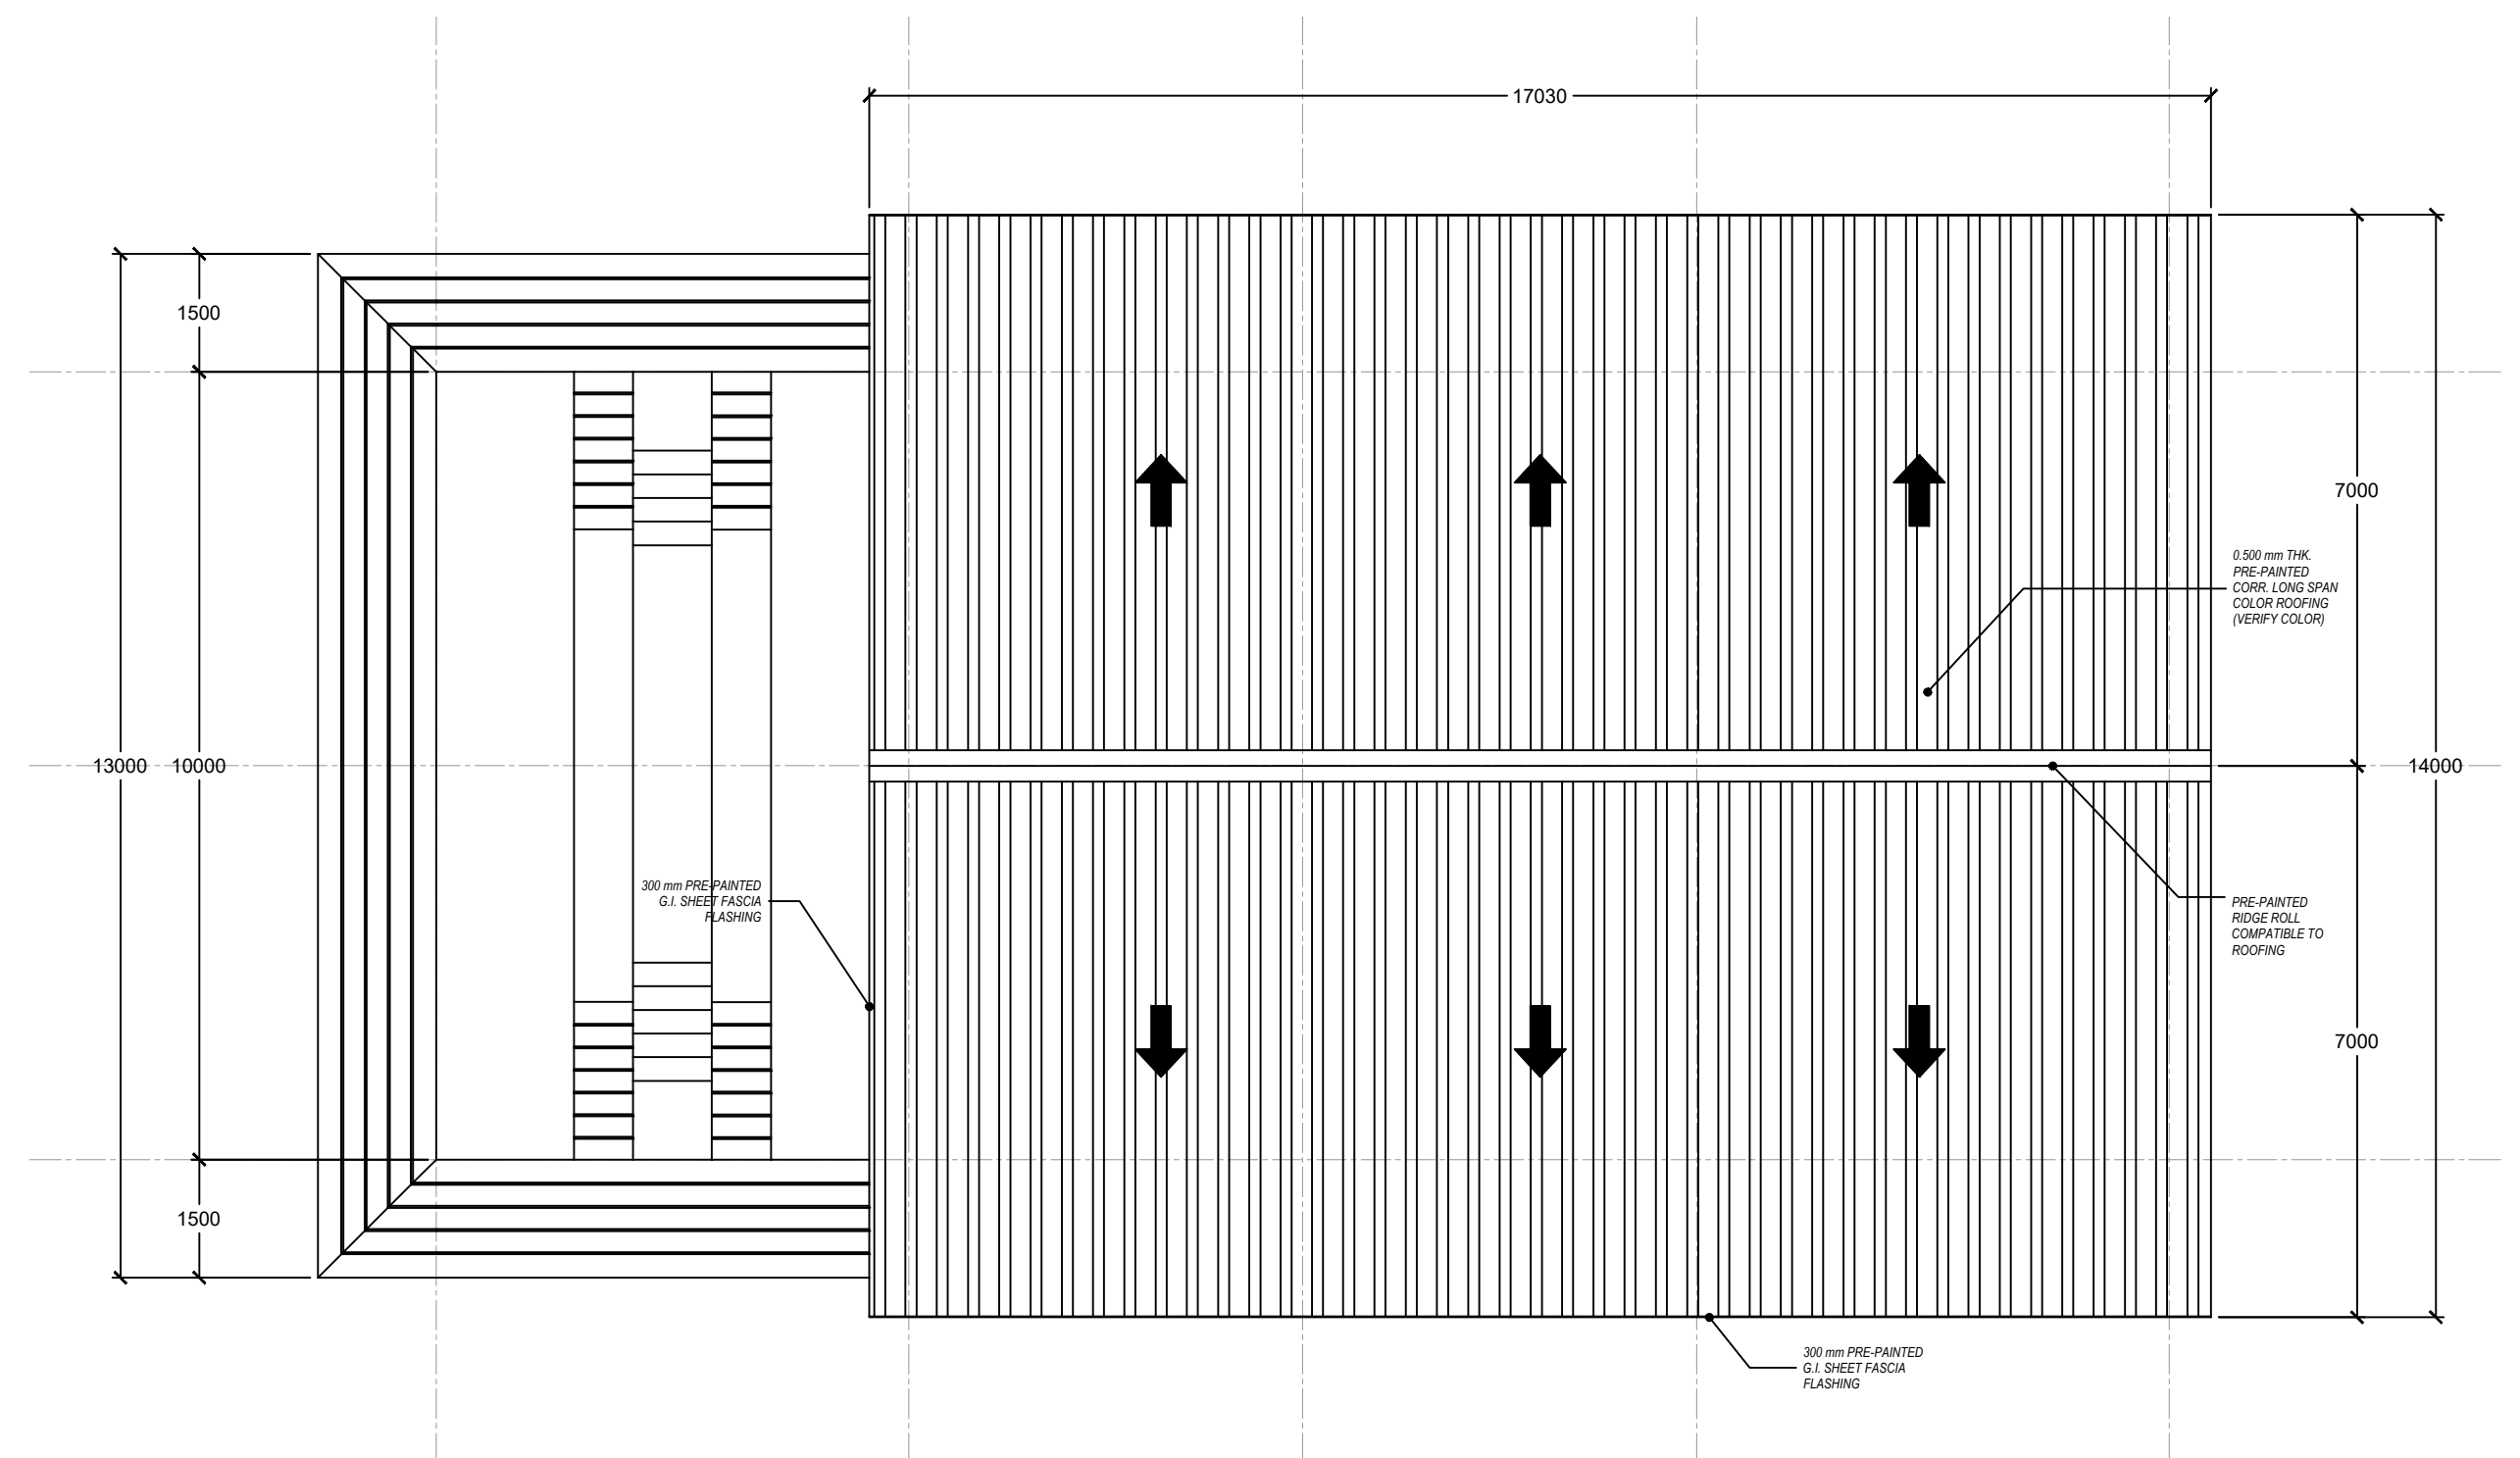 17030
1500
7000
0.500 mm THK.
PRE-PAINTED
CORR. LONG SPAN
COLOR ROOFING
(VERIFY COLOR)
13000
10000
14000
300 mm PRE-PAINTED
G.I. SHEET FASCIA
FLASHING
PRE-PAINTED
RIDGE ROLL
COMPATIBLE TO
ROOFING
7000
1500
300 mm PRE-PAINTED
G.I. SHEET FASCIA
FLASHING